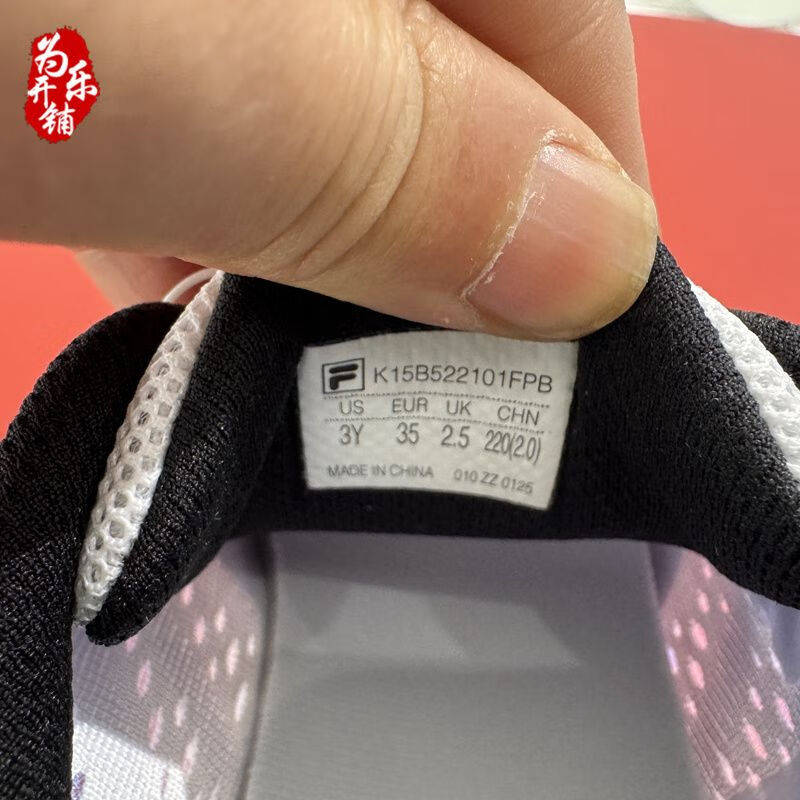 为乐
开铺
F K15B522101FPB
US EUR UK CHN
3Y 35 2.5 220(2.0)
MADE IN CHINA 010 ZZ 0125